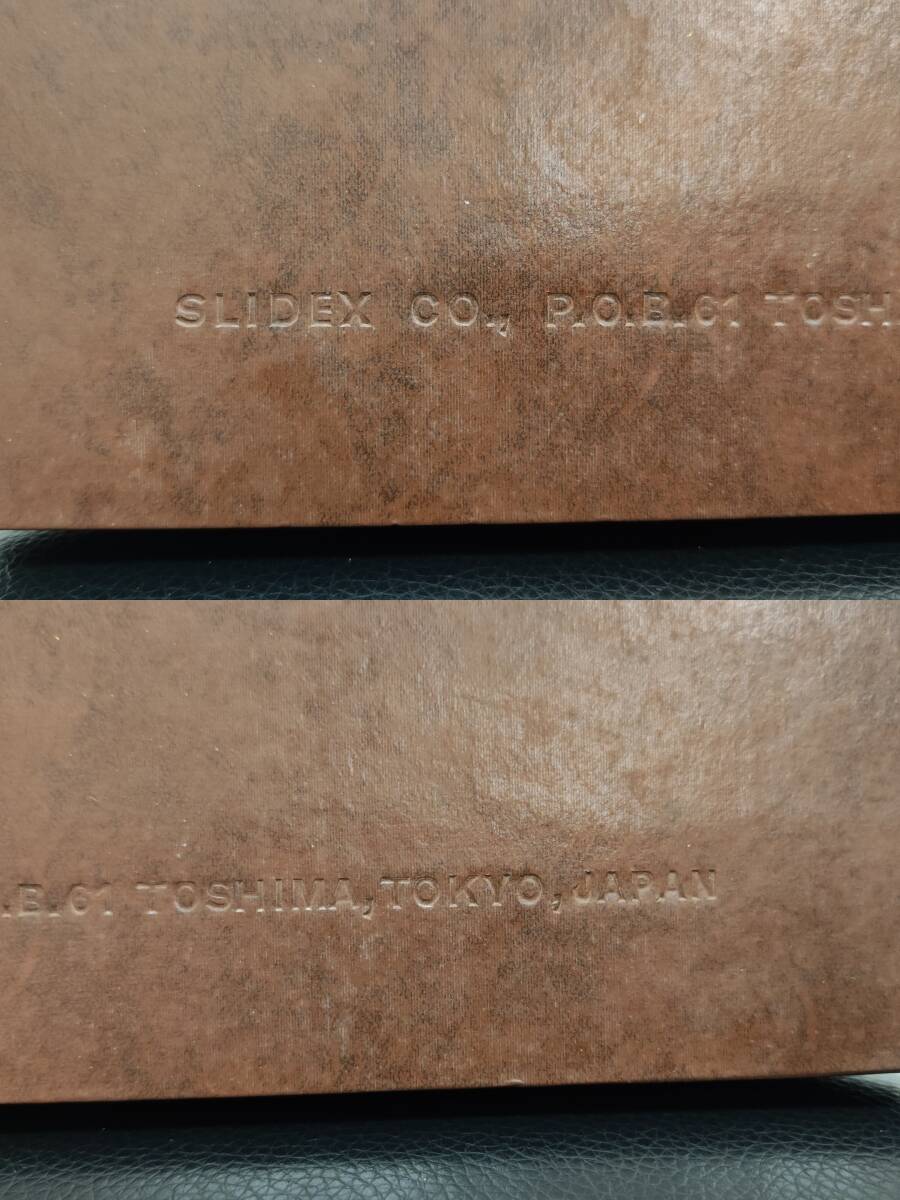 SLIDEX CO., P.O.B.61 TOSH
.B.61 TOSHIMA, TOKYO, JAPAN